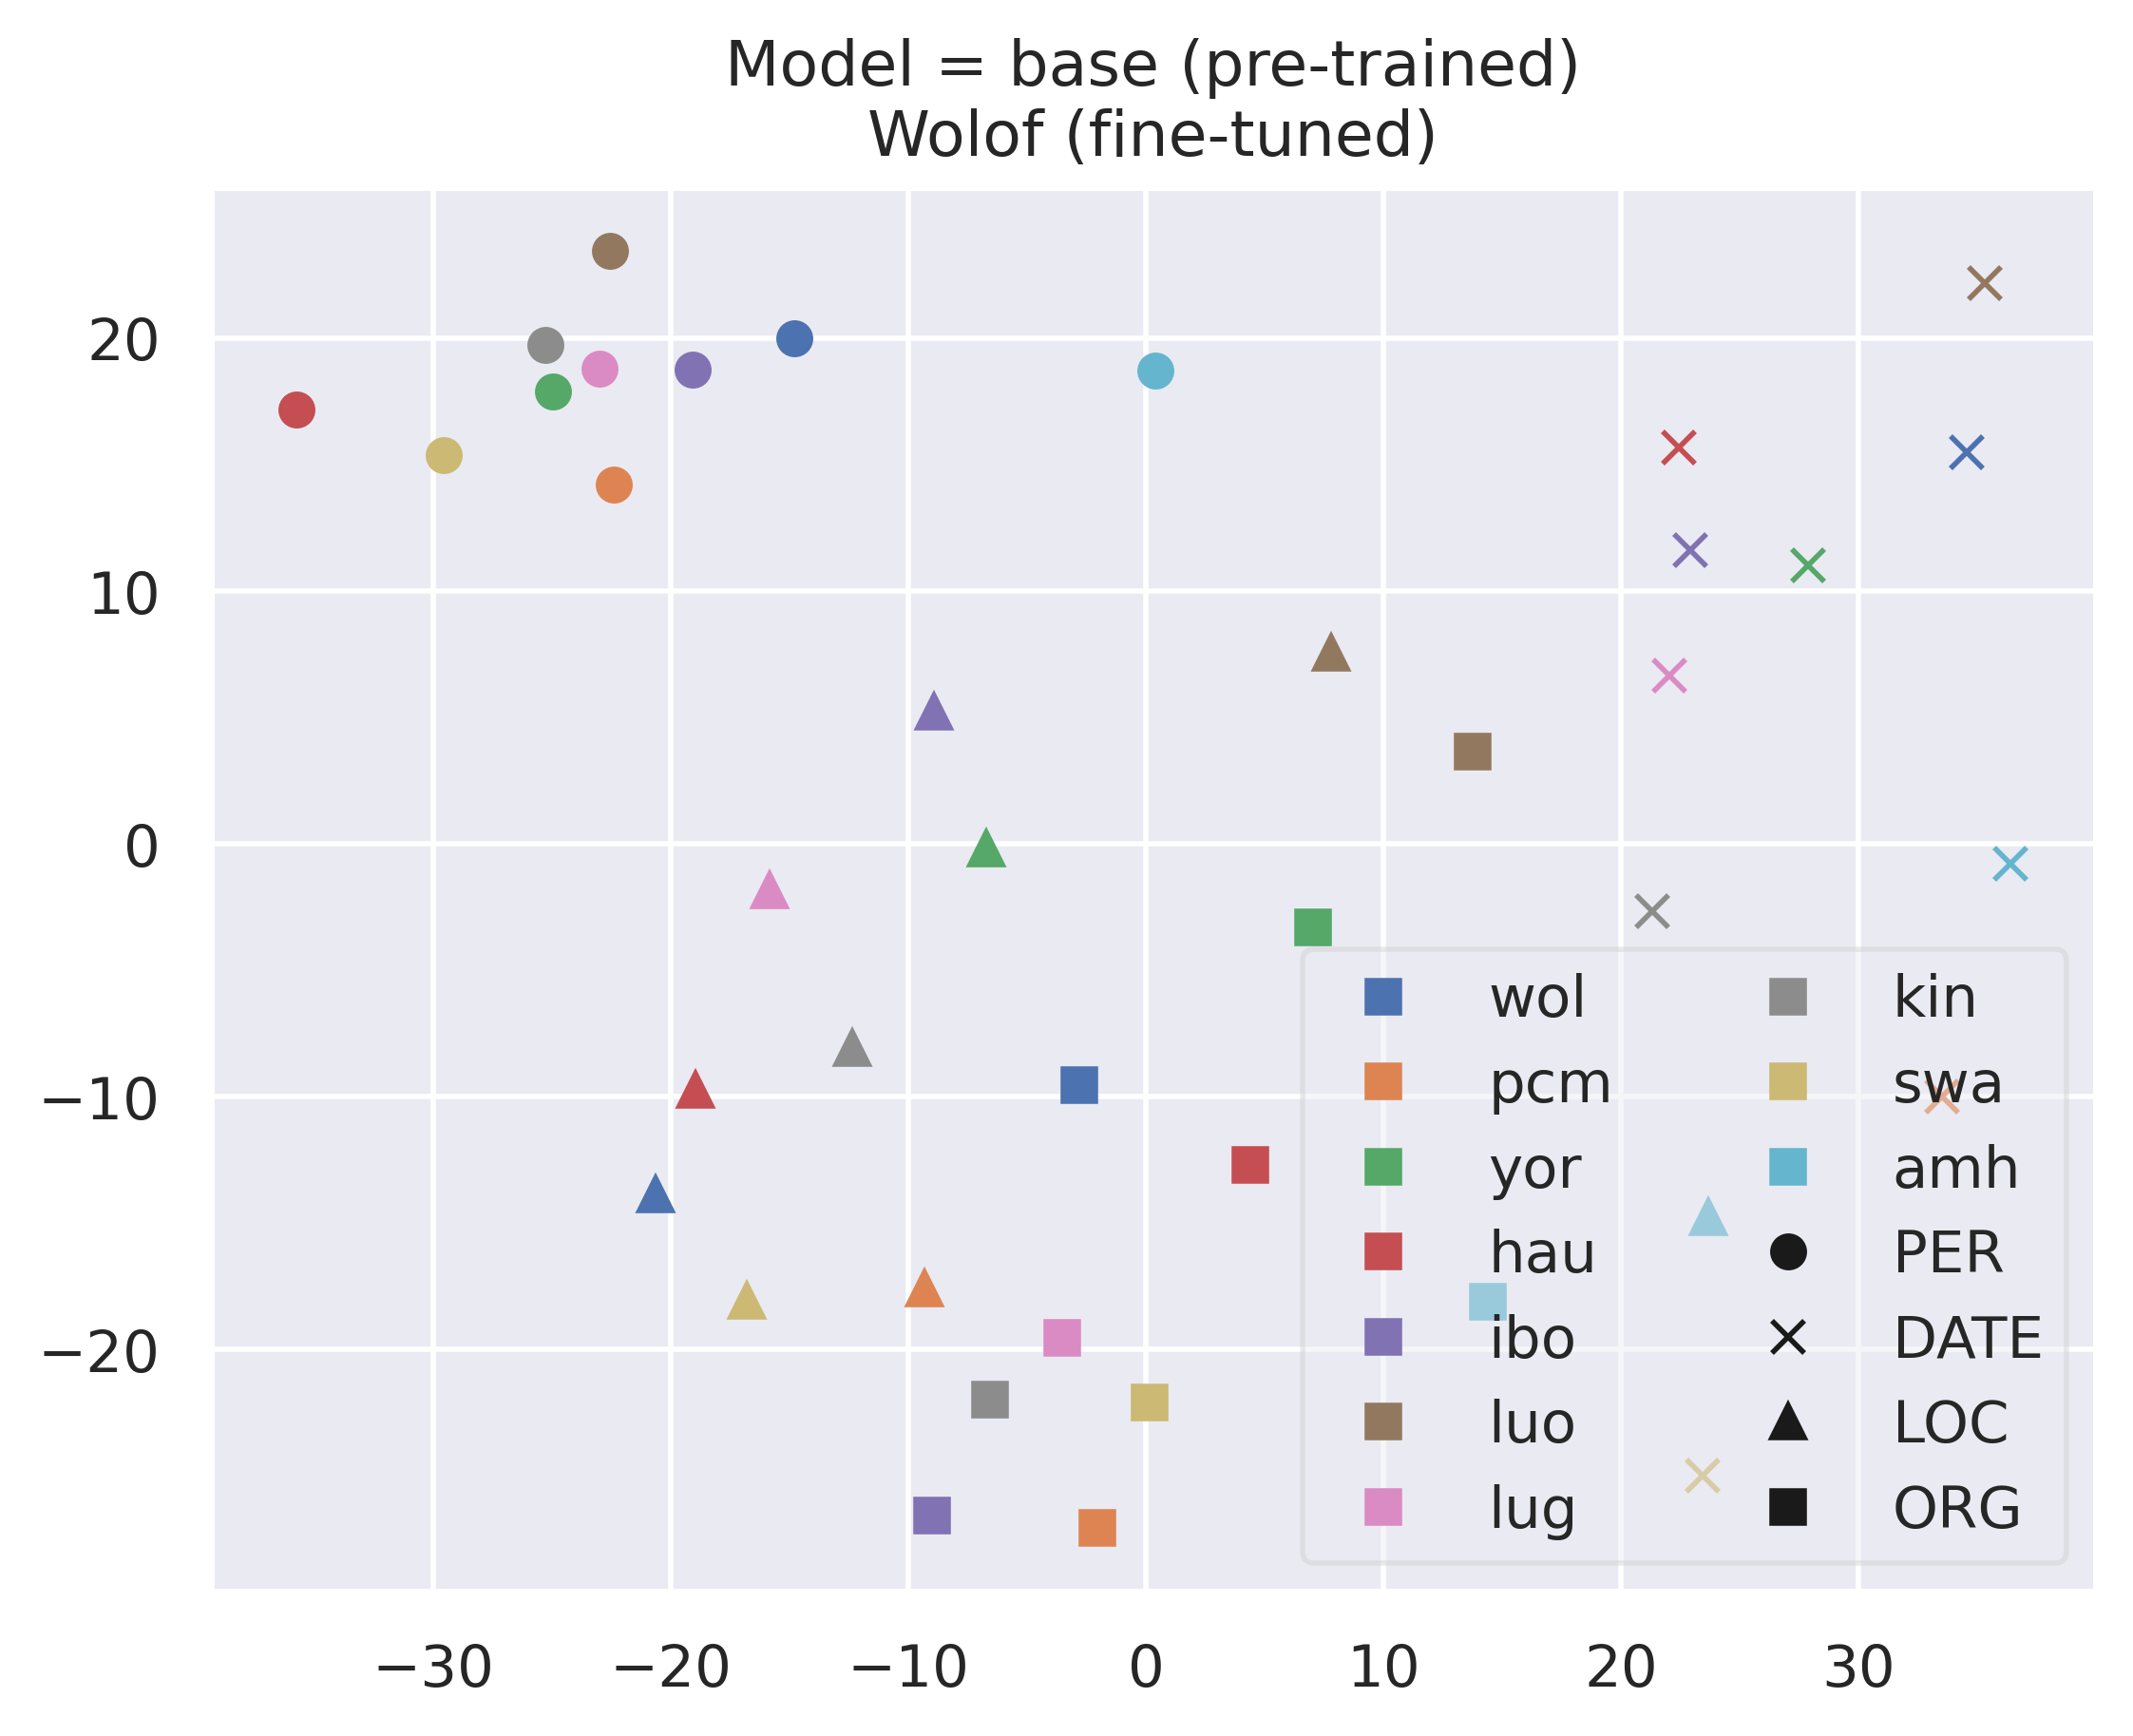 Model = base (pre-trained)
Wolof (fine-tuned)
20
10
0
−10
−20
−30
−20
−10
0
10
20
30
wol
pcm
yor
hau
ibo
luo
lug
kin
swa
amh
PER
DATE
LOC
ORG